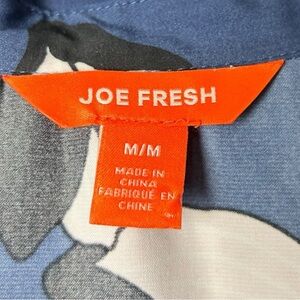 JOE FRESH
M/M
MADE IN
CHINA
FABRIQUÉ EN
CHINE